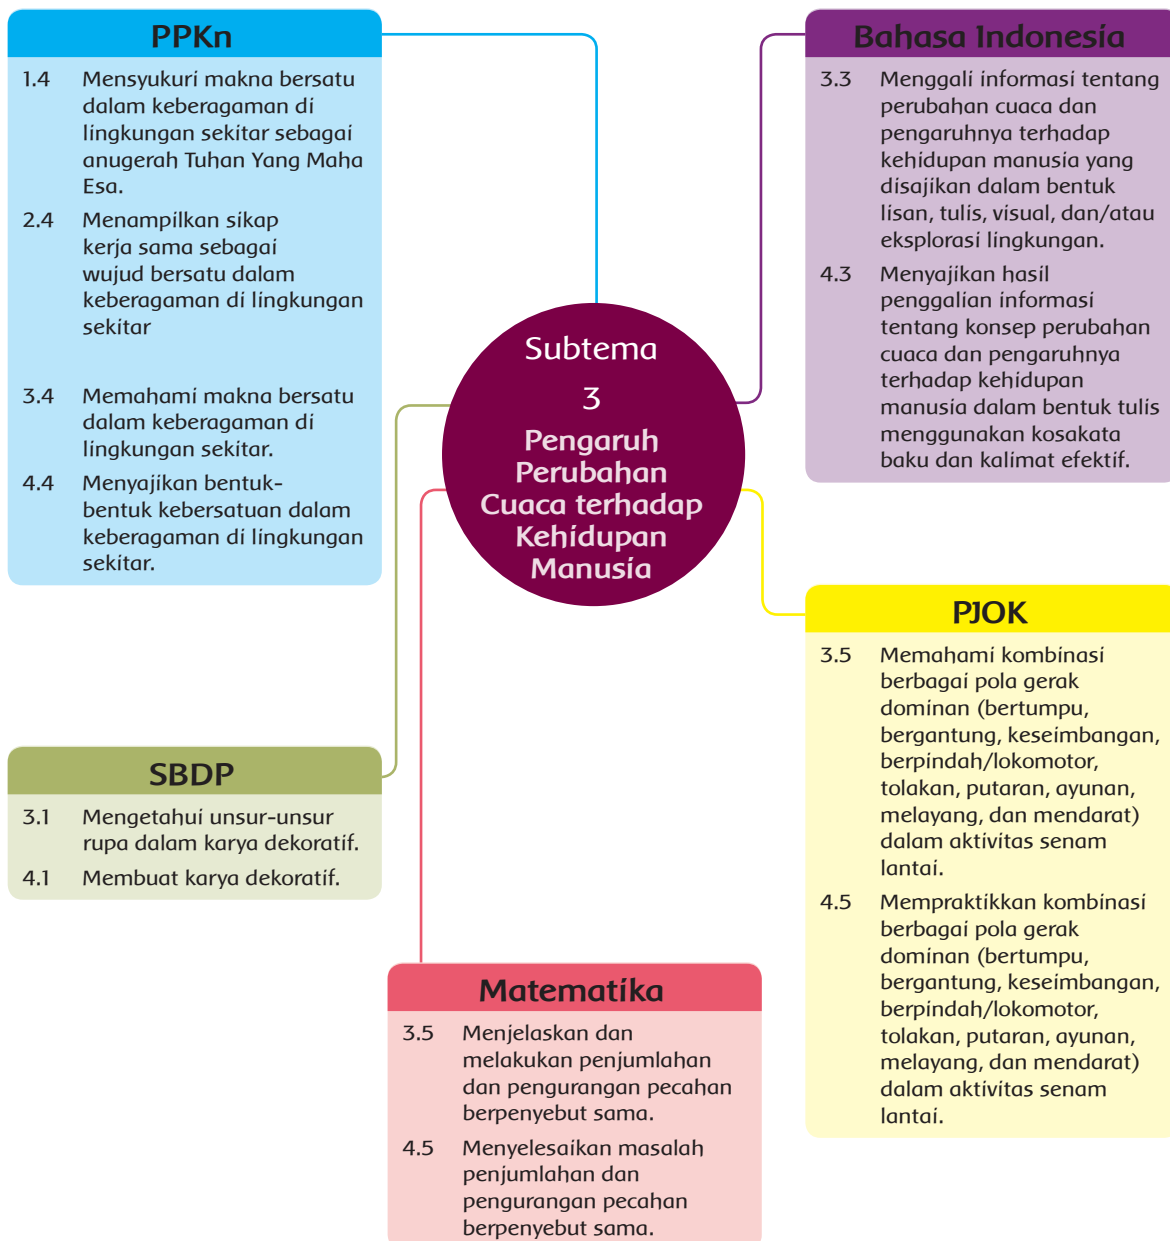 PPKn
1.4 Mensyukuri makna bersatu
dalam keberagaman di
lingkungan sekitar sebagai
anugerah Tuhan Yang Maha
Esa.
2.4 Menampilkan sikap
kerja sama sebagai
wujud bersatu dalam
keberagaman di lingkungan
sekitar
3.4 Memahami makna bersatu
dalam keberagaman di
lingkungan sekitar.
4.4 Menyajikan bentuk-
bentuk kebersatuan dalam
keberagaman di lingkungan
sekitar.
Bahasa Indonesia
3.3 Menggali informasi tentang
perubahan cuaca dan
pengaruhnya terhadap
kehidupan manusia yang
disajikan dalam bentuk
lisan, tulis, visual, dan/atau
eksplorasi lingkungan.
4.3 Menyajikan hasil
penggalian informasi
tentang konsep perubahan
cuaca dan pengaruhnya
terhadap kehidupan
manusia dalam bentuk tulis
menggunakan kosakata
baku dan kalimat efektif.
Subtema
3
Pengaruh
Perubahan
Cuaca terhadap
Kehidupan
Manusia
PJOK
3.5 Memahami kombinasi
berbagai pola gerak
dominan (bertumpu,
bergantung, keseimbangan,
berpindah/lokomotor,
tolakan, putaran, ayunan,
melayang, dan mendarat)
dalam aktivitas senam
lantai.
4.5 Mempraktikkan kombinasi
berbagai pola gerak
dominan (bertumpu,
bergantung, keseimbangan,
berpindah/lokomotor,
tolakan, putaran, ayunan,
melayang, dan mendarat)
dalam aktivitas senam
lantai.
SBDP
3.1 Mengetahui unsur-unsur
rupa dalam karya dekoratif.
4.1 Membuat karya dekoratif.
Matematika
3.5 Menjelaskan dan
melakukan penjumlahan
dan pengurangan pecahan
berpenyebut sama.
4.5 Menyelesaikan masalah
penjumlahan dan
pengurangan pecahan
berpenyebut sama.